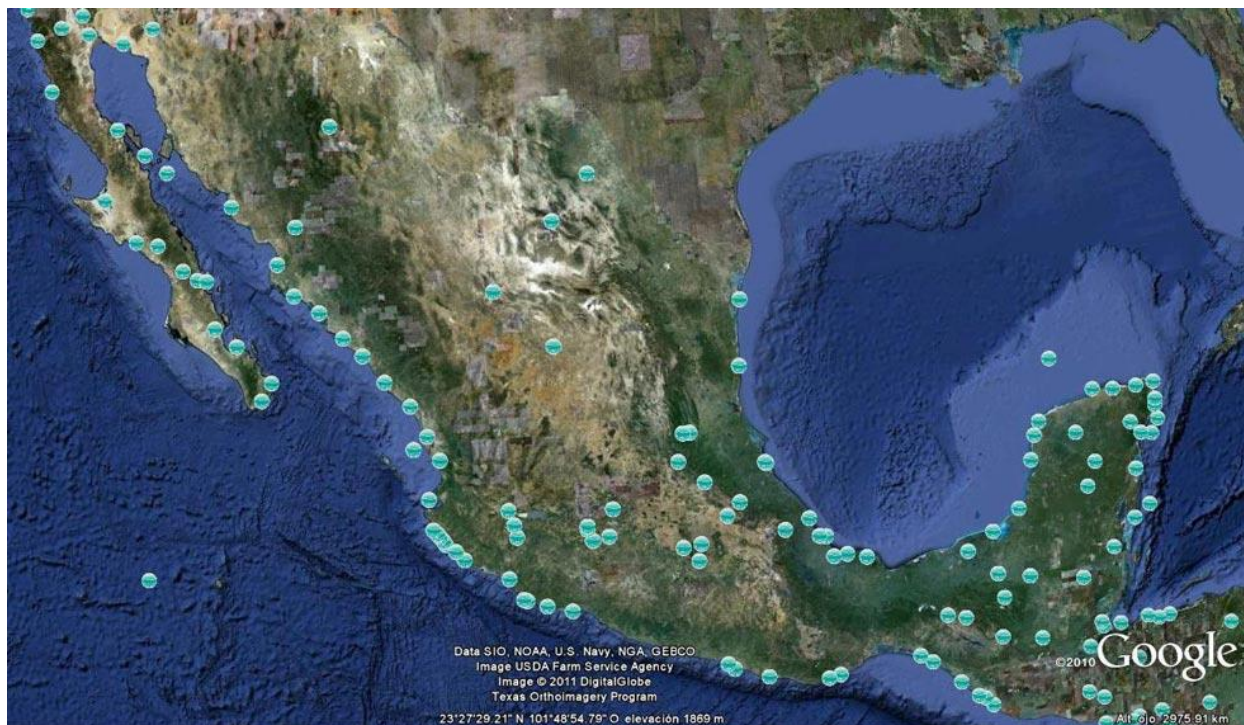 Data SIO, NOAA, U.S. Navy, NGA, GEBCO
Image USDA Farm Service Agency
Image © 2011 DigitalGlobe
Texas Orthoimagery Program
©2010 Google
23°27'29.21" N 101°48'54.79" O elevación 1869 m
Alt. ojo 2975.91 km